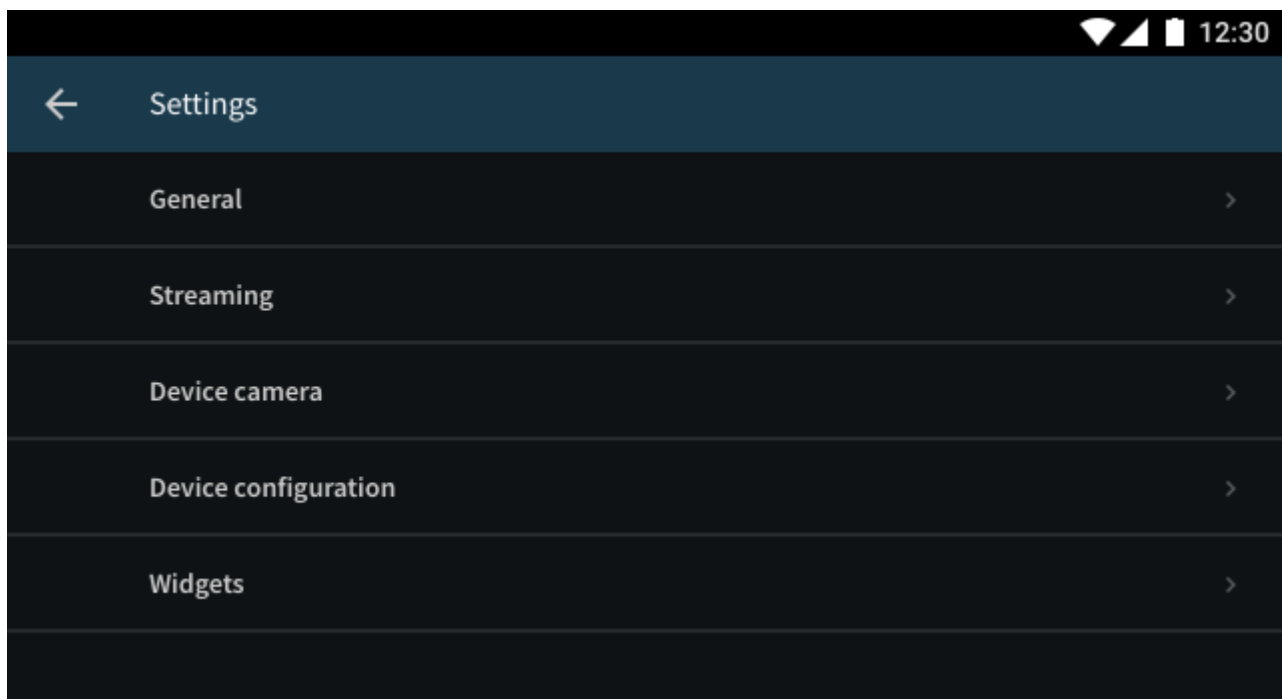 12:30
Settings
General
Streaming
Device camera
Device configuration
Widgets